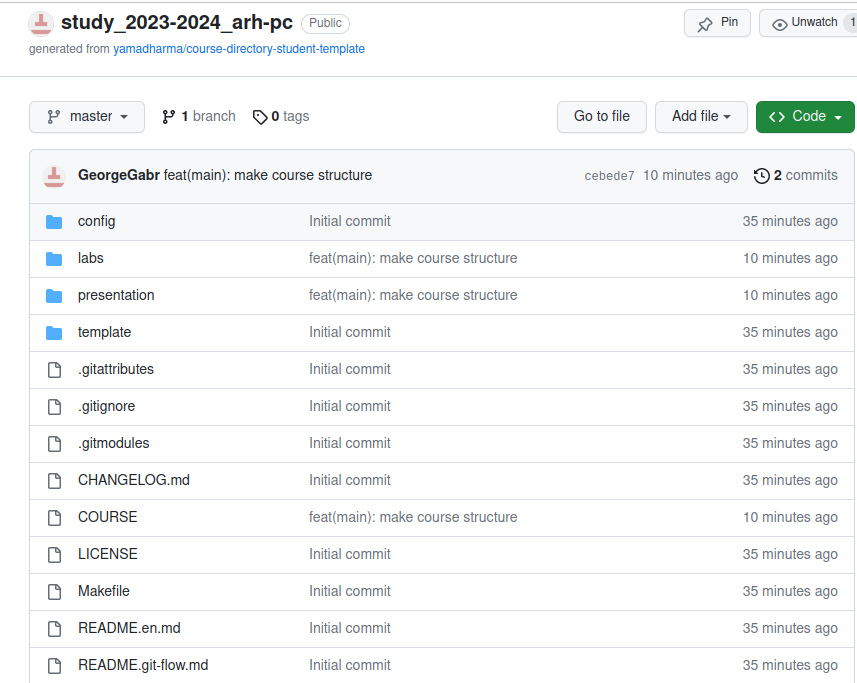 study_2023-2024_arh-pc Public Pin Unwatch 1
generated from yamadharma/course-directory-student-template
master 1 branch 0 tags Go to file Add file Code
GeorgeGabr feat(main): make course structure cebede7 10 minutes ago 2 commits
config Initial commit 35 minutes ago
labs feat(main): make course structure 10 minutes ago
presentation feat(main): make course structure 10 minutes ago
template Initial commit 35 minutes ago
.gitattributes Initial commit 35 minutes ago
.gitignore Initial commit 35 minutes ago
.gitmodules Initial commit 35 minutes ago
CHANGELOG.md Initial commit 35 minutes ago
COURSE feat(main): make course structure 10 minutes ago
LICENSE Initial commit 35 minutes ago
Makefile Initial commit 35 minutes ago
README.en.md Initial commit 35 minutes ago
README.git-flow.md Initial commit 35 minutes ago